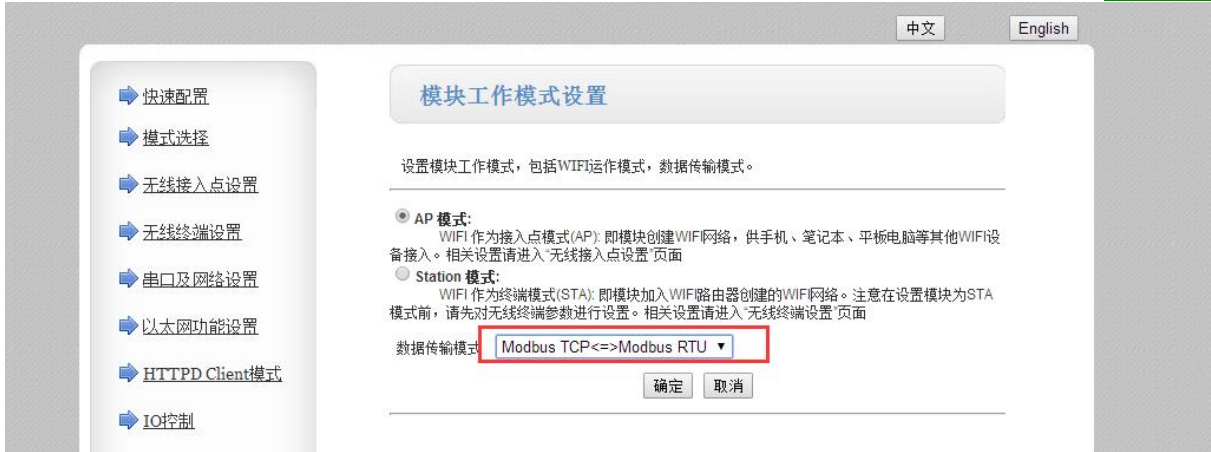 中文 English
快速配置
模式选择
无线接入点设置
无线终端设置
串口及网络设置
以太网功能设置
HTTPD Client模式
IO控制
模块工作模式设置
设置模块工作模式，包括WIFI运作模式，数据传输模式。
AP 模式:
WIFI 作为接入点模式(AP): 即模块创建WIFI网络，供手机、笔记本、平板电脑等其他WIFI设
备接入。相关设置请进入“无线接入点设置”页面
Station 模式:
WIFI 作为终端模式(STA): 即模块加入WIFI路由器创建的WIFI网络。注意在设置模块为STA
模式前，请先对无线终端参数进行设置。相关设置请进入“无线终端设置”页面
数据传输模式 Modbus TCP<=>Modbus RTU
确定 取消